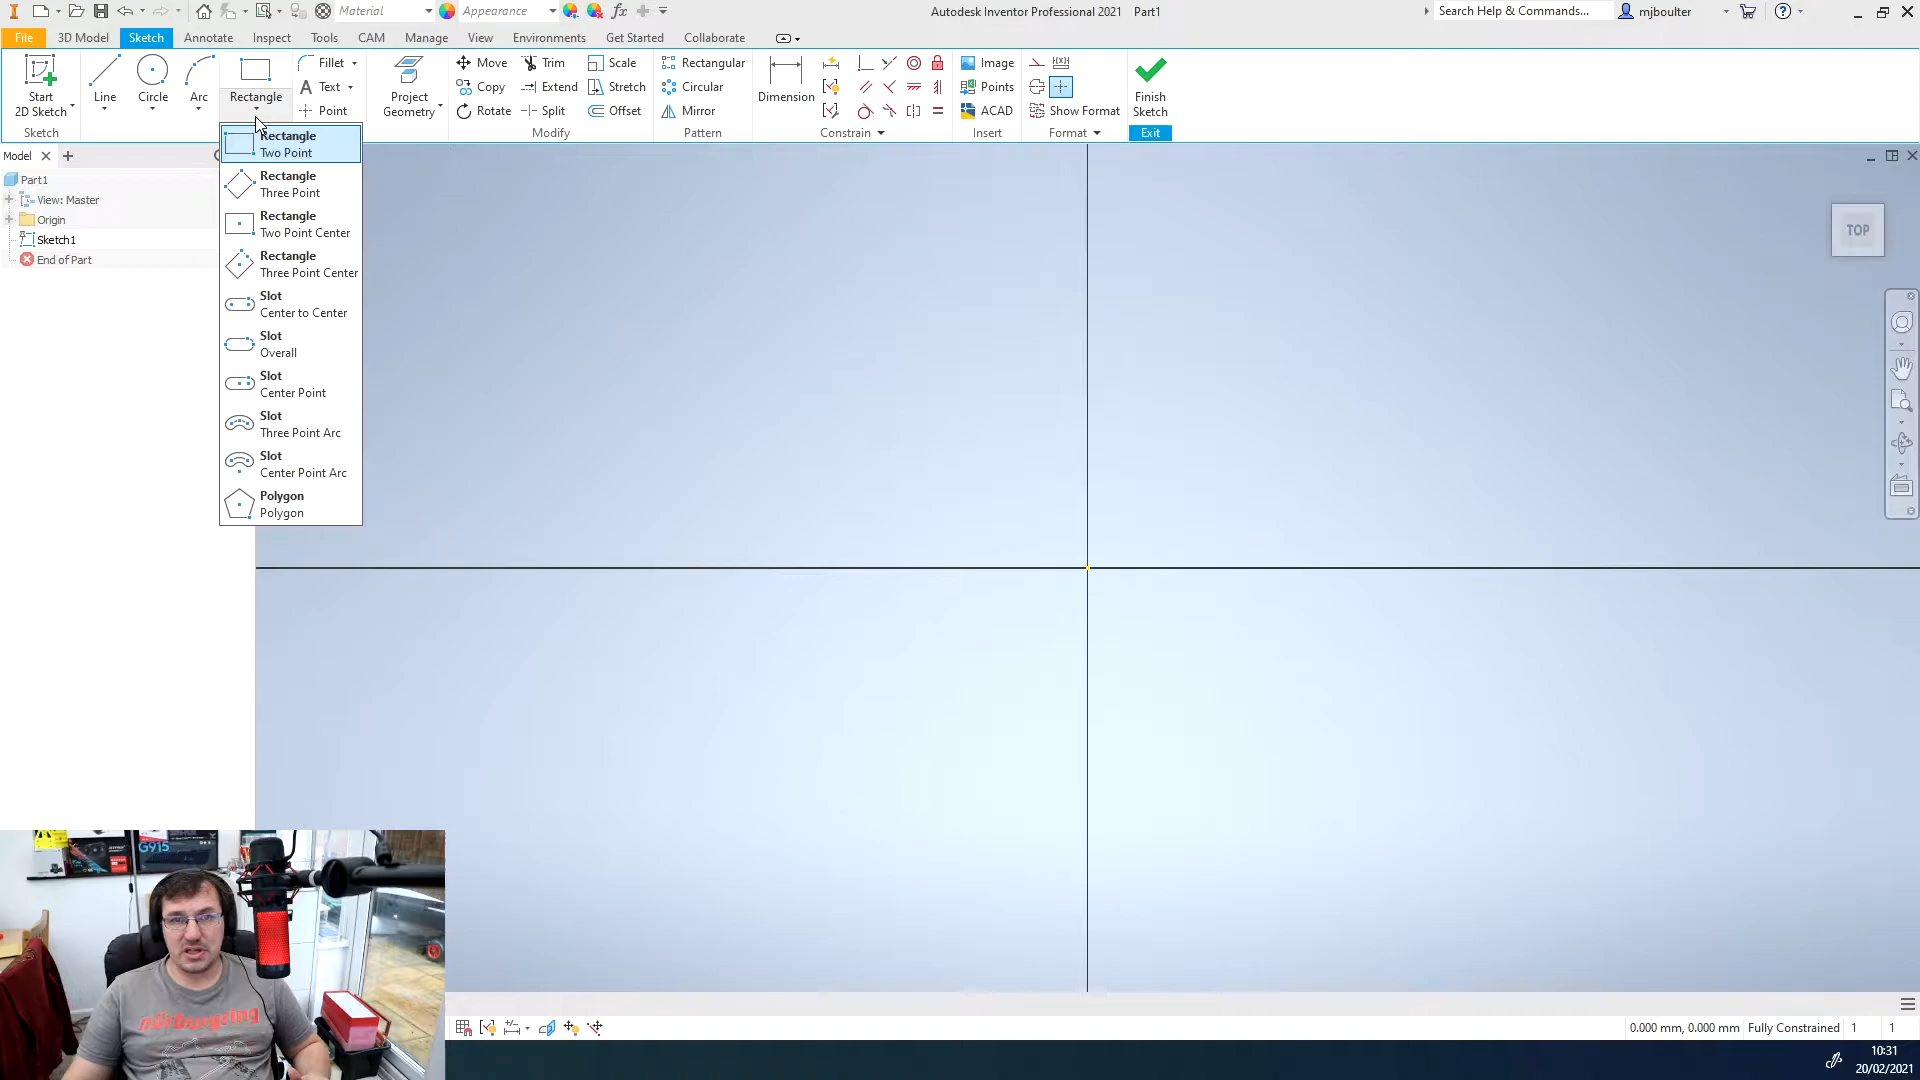 Material
Appearance
Autodesk Inventor Professional 2021 Part1
Search Help & Commands...
mjboulter
File 3D Model Sketch Annotate Inspect Tools CAM Manage View Environments Get Started Collaborate
Start
2D Sketch
Sketch
Line
Circle
Arc
Rectangle
Fillet
Text
Point
Project
Geometry
Move
Copy
Rotate
Trim
Extend
Split
Scale
Stretch
Offset
Modify
Rectangular
Circular
Mirror
Pattern
Dimension
Constrain
Image
Points
ACAD
Insert
Show Format
Format
Finish
Sketch
Exit
Model
Part1
View: Master
Origin
Sketch1
End of Part
Rectangle
Two Point
Rectangle
Three Point
Rectangle
Two Point Center
Rectangle
Three Point Center
Slot
Center to Center
Slot
Overall
Slot
Center Point
Slot
Three Point Arc
Slot
Center Point Arc
Polygon
Polygon
TOP
G915
nürburgring
0.000 mm, 0.000 mm Fully Constrained 1 1
10:31
20/02/2021